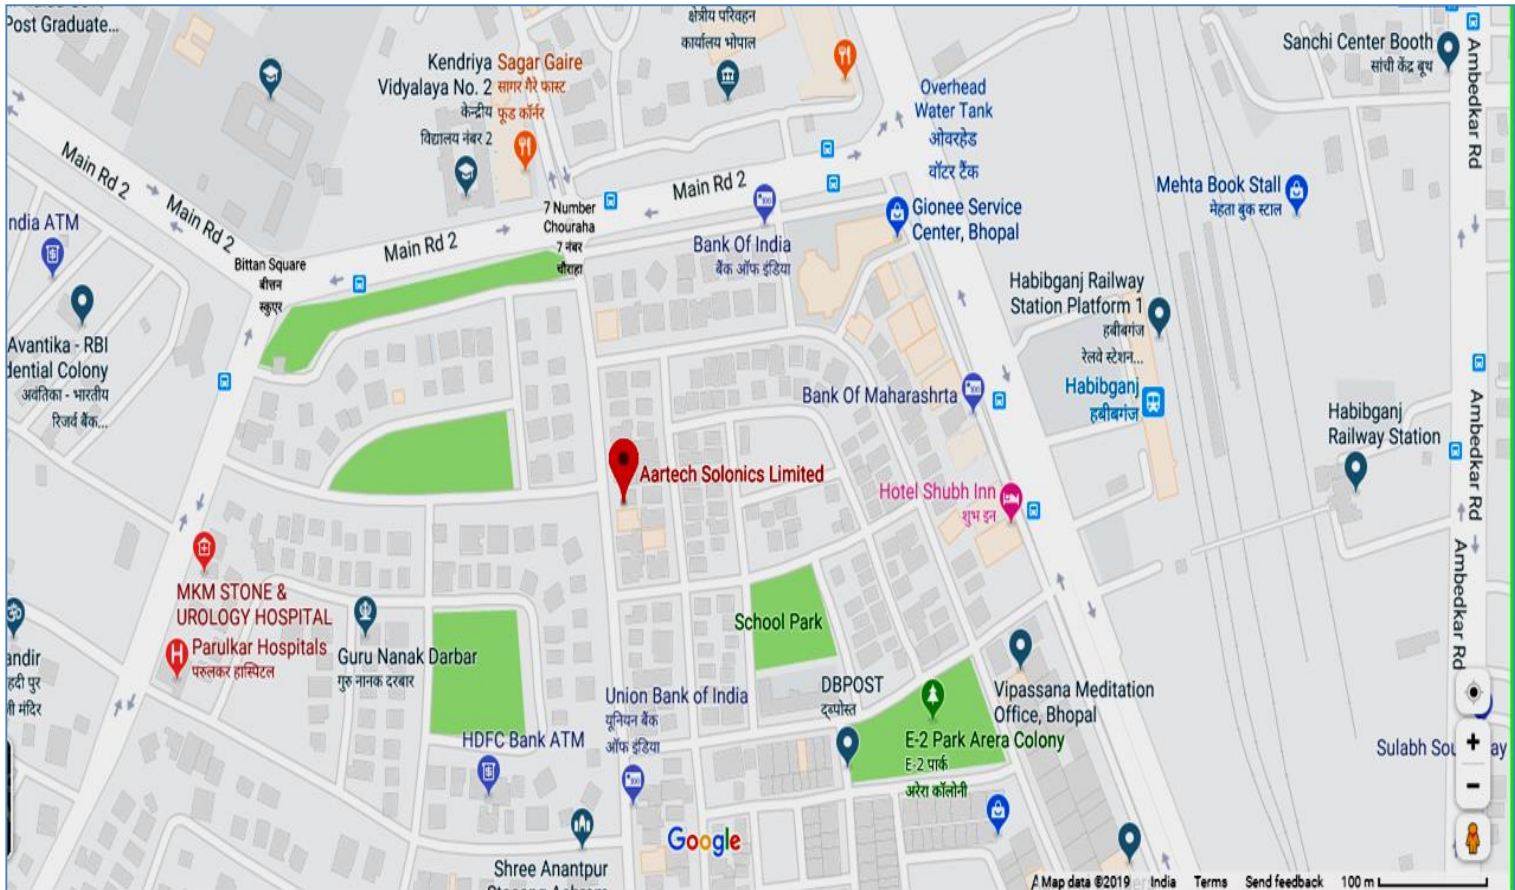 Post Graduate...
क्षेत्रीय परिवहन
कार्यालय भोपाल
Kendriya
Vidyalaya No. 2
केन्द्रीय
विद्यालय नंबर 2
Sagar Gaire
सागर गैरे फास्ट
फूड कॉर्नर
Overhead
Water Tank
ओवरहेड
वॉटर टैंक
Sanchi Center Booth
सांची केंद्र बूथ
Ambedkar Rd
Main Rd 2
Main Rd 2
Main Rd 2
Main Rd 2
7 Number
Chouraha
7 नंबर
चौराहा
Mehta Book Stall
मेहता बुक स्टाल
Gionee Service
Center, Bhopal
Bank Of India
बैंक ऑफ इंडिया
ndia ATM
Bittan Square
बीत्तन
स्कुएर
Habibganj Railway
Station Platform 1
हबीबगंज
रेलवे स्टेशन...
Avantika - RBI
dential Colony
अवंतिका - भारतीय
रिजर्व बैंक...
Bank Of Maharashrta
Habibganj
हबीबगंज
Habibganj
Railway Station
Ambedkar Rd
Aartech Solonics Limited
Hotel Shubh Inn
शुभ इन
Ambedkar Rd
MKM STONE &
UROLOGY HOSPITAL
Parulkar Hospitals
परुलकर हास्पिटल
Guru Nanak Darbar
गुरु नानक दरबार
School Park
andir
हदी पुर
मंदिर
Union Bank of India
यूनियन बैंक
ऑफ इंडिया
DBPOST
द्ब्पोस्त
Vipassana Meditation
Office, Bhopal
HDFC Bank ATM
E-2 Park Arera Colony
E-2 पार्क
अरेरा कॉलोनी
Sulabh Sou ay
+
−
Google
Shree Anantpur
Map data ©2019 India Terms Send feedback 100 m